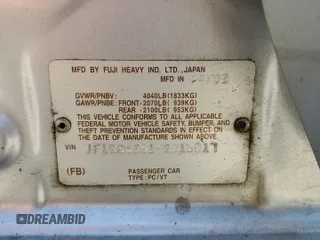 MFD BY FUJI HEAVY IND. LTD., JAPAN
MFD IN
GVWR/PNBV: 4040LB(1833KG)
GAWR/PNBE: FRONT-2070LB( 939KG)
REAR -2100LB( 953KG)
THIS VEHICLE CONFORMS TO ALL APPLICABLE
FEDERAL MOTOR VEHICLE SAFETY, BUMPER, AND
THEFT PREVENTION STANDARDS IN EFFECT ON
THE DATE OF MANUFACTURE SHOWN ABOVE.
VIN
(FB) PASSENGER CAR
TYPE: PC/VT
DREAMBID